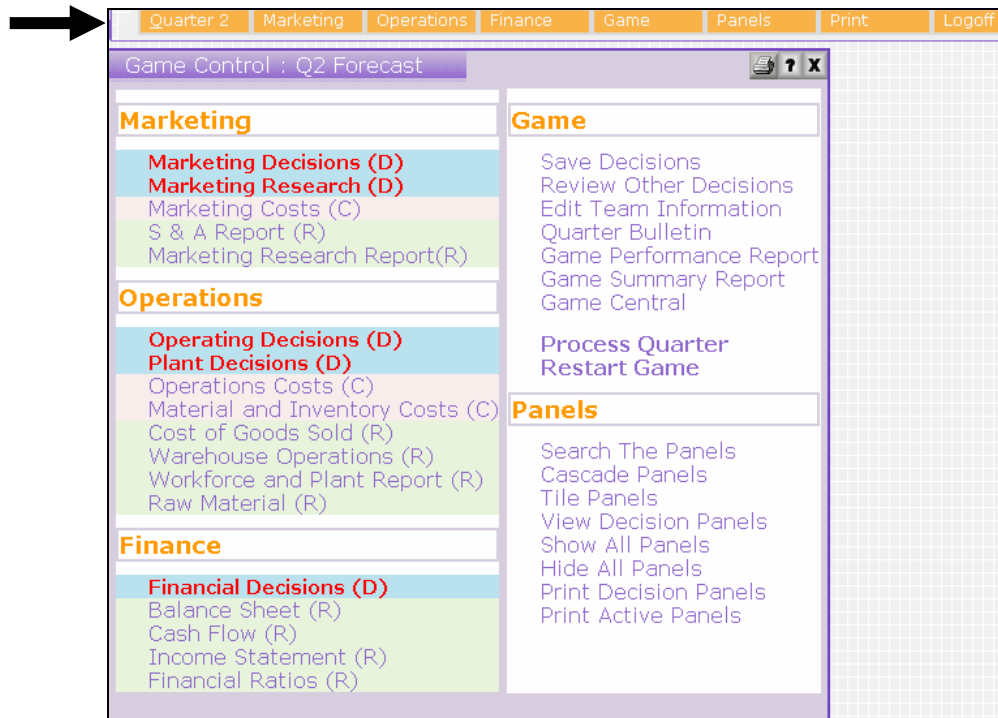 Quarter 2 Marketing Operations Finance Game Panels Print Logoff
Game Control : Q2 Forecast ? X
Marketing
Marketing Decisions (D)
Marketing Research (D)
Marketing Costs (C)
S & A Report (R)
Marketing Research Report(R)
Operations
Operating Decisions (D)
Plant Decisions (D)
Operations Costs (C)
Material and Inventory Costs (C)
Cost of Goods Sold (R)
Warehouse Operations (R)
Workforce and Plant Report (R)
Raw Material (R)
Finance
Financial Decisions (D)
Balance Sheet (R)
Cash Flow (R)
Income Statement (R)
Financial Ratios (R)
Game
Save Decisions
Review Other Decisions
Edit Team Information
Quarter Bulletin
Game Performance Report
Game Summary Report
Game Central
Process Quarter
Restart Game
Panels
Search The Panels
Cascade Panels
Tile Panels
View Decision Panels
Show All Panels
Hide All Panels
Print Decision Panels
Print Active Panels